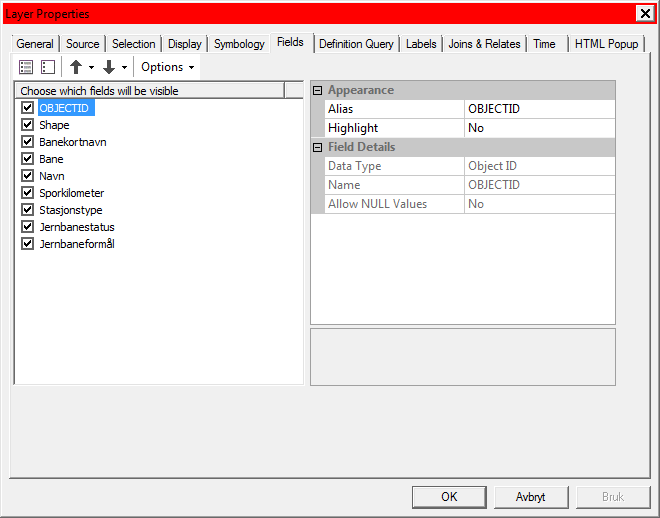 Layer Properties
General Source Selection Display Symbology Fields Definition Query Labels Joins & Relates Time HTML Popup
Options
Choose which fields will be visible
OBJECTID
Shape
Banekortnavn
Bane
Navn
Sporkilometer
Stasjonstype
Jernbanestatus
Jernbaneformål
Appearance
Alias OBJECTID
Highlight No
Field Details
Data Type Object ID
Name OBJECTID
Allow NULL Values No
OK Avbryt Bruk